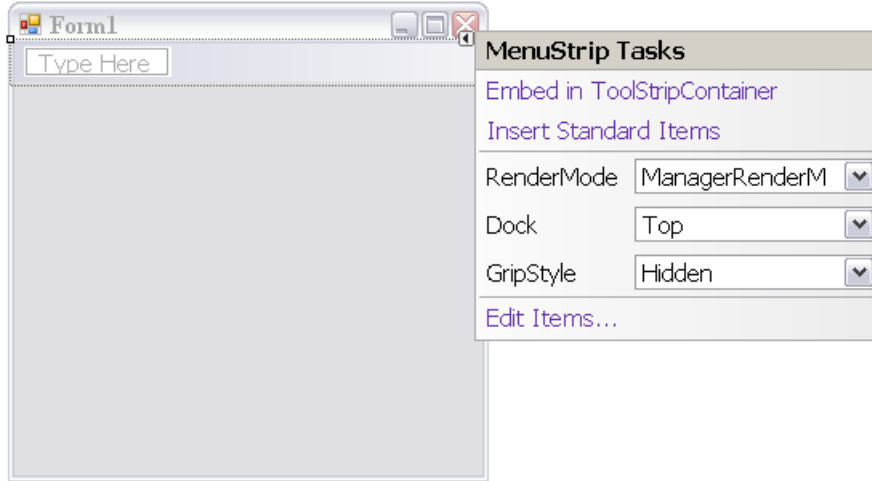 Form1
Type Here
MenuStrip Tasks
Embed in ToolStripContainer
Insert Standard Items
RenderMode ManagerRenderM
Dock Top
GripStyle Hidden
Edit Items...